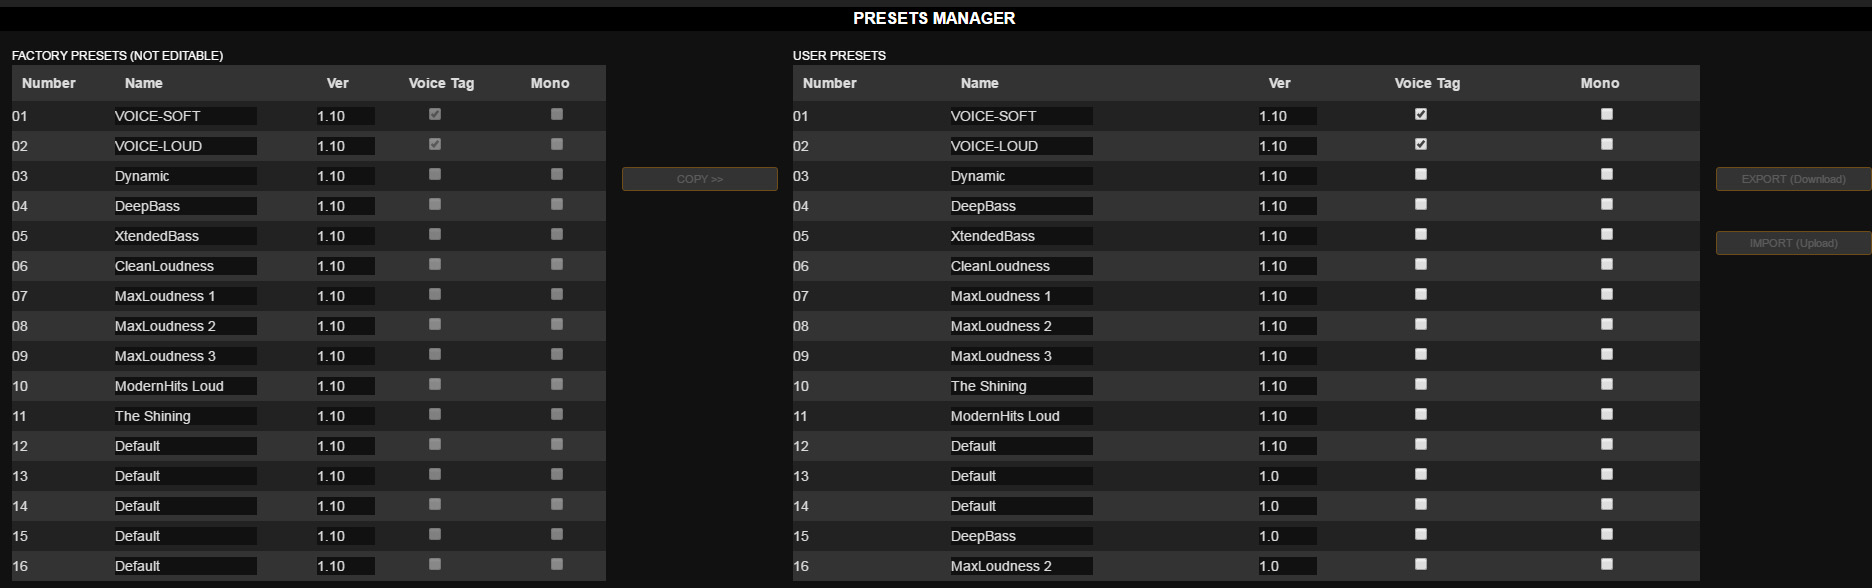 PRESETS MANAGER
FACTORY PRESETS (NOT EDITABLE)
Number Name Ver Voice Tag Mono
01 VOICE-SOFT 1.10
02 VOICE-LOUD 1.10
03 Dynamic 1.10
04 DeepBass 1.10
05 XtendedBass 1.10
06 CleanLoudness 1.10
07 MaxLoudness 1 1.10
08 MaxLoudness 2 1.10
09 MaxLoudness 3 1.10
10 ModernHits Loud 1.10
11 The Shining 1.10
12 Default 1.10
13 Default 1.10
14 Default 1.10
15 Default 1.10
16 Default 1.10
COPY >>
USER PRESETS
Number Name Ver Voice Tag Mono
01 VOICE-SOFT 1.10
02 VOICE-LOUD 1.10
03 Dynamic 1.10
04 DeepBass 1.10
05 XtendedBass 1.10
06 CleanLoudness 1.10
07 MaxLoudness 1 1.10
08 MaxLoudness 2 1.10
09 MaxLoudness 3 1.10
10 The Shining 1.10
11 ModernHits Loud 1.10
12 Default 1.10
13 Default 1.0
14 Default 1.0
15 DeepBass 1.0
16 MaxLoudness 2 1.0
EXPORT (Download)
IMPORT (Upload)